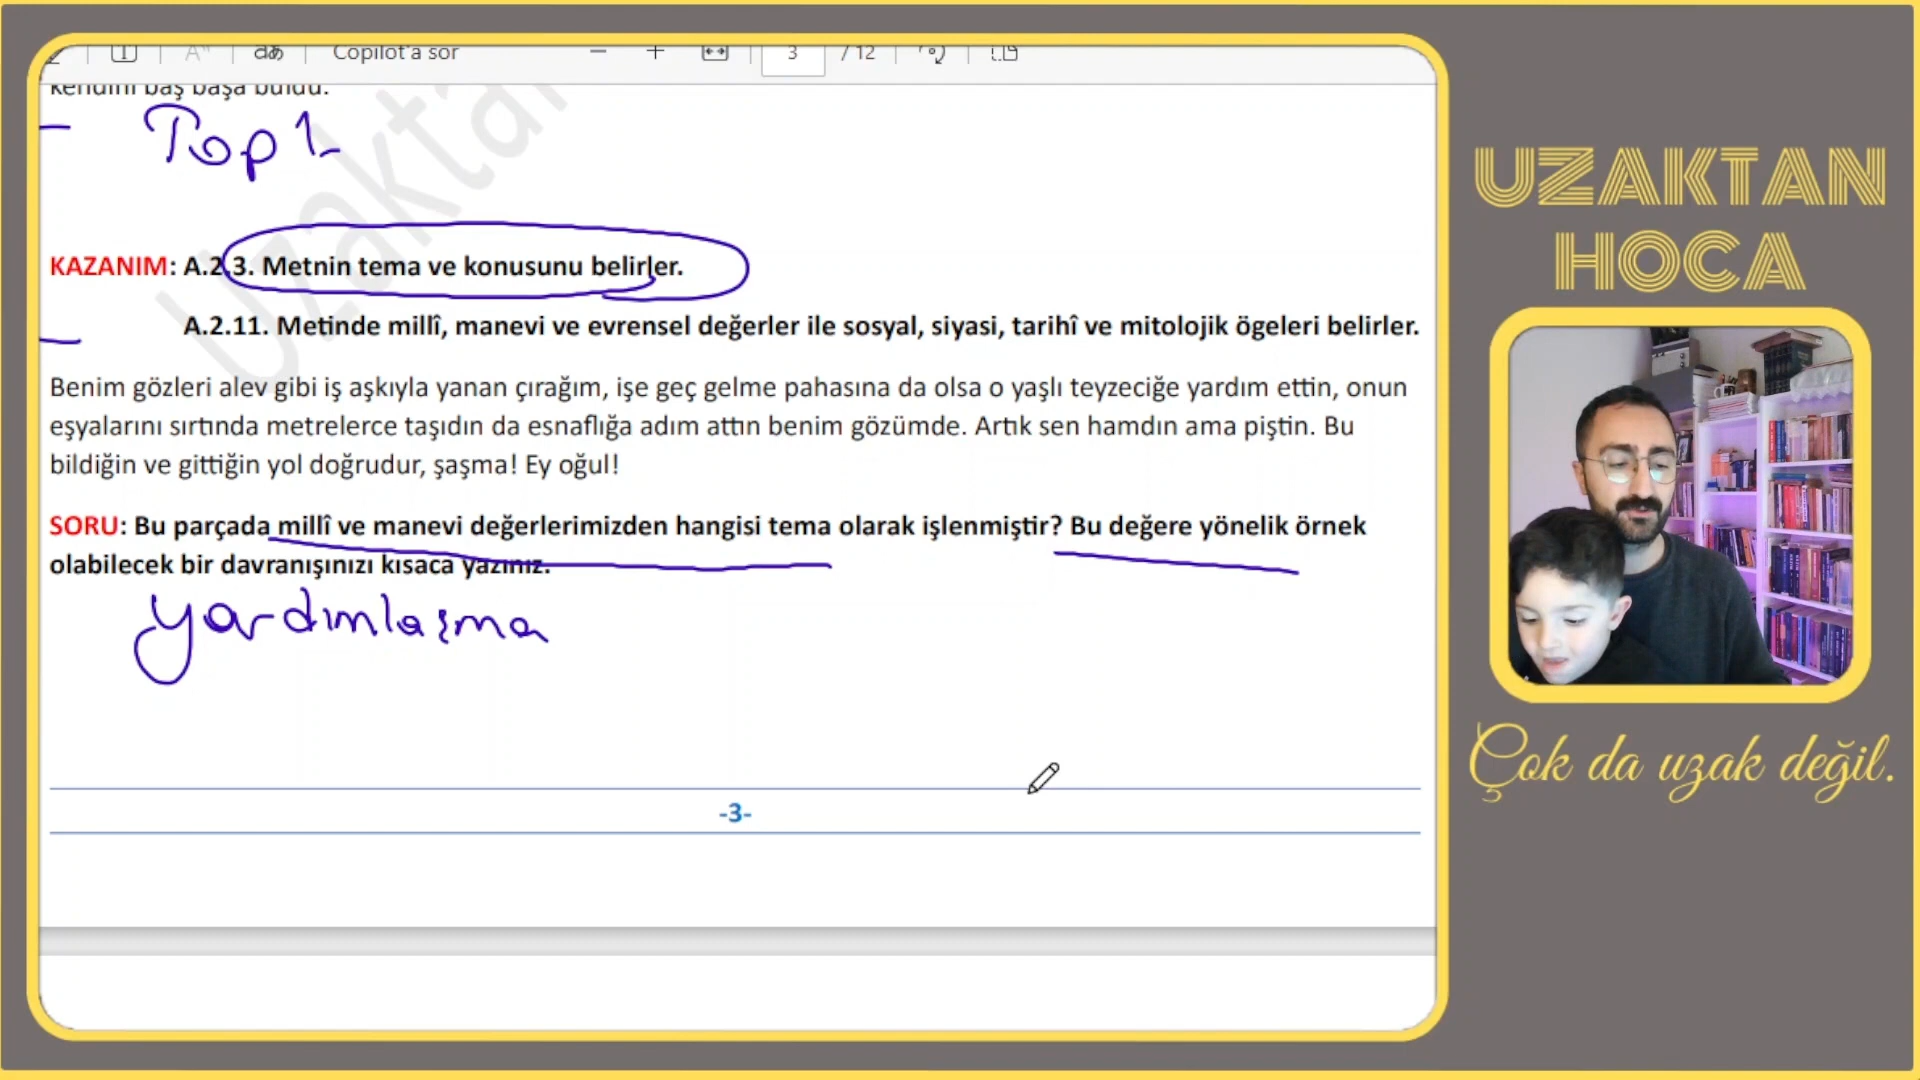 Copilot'a sor
3 / 12
kendini baş başa buldu.
Top 1
KAZANIM: A.2.3. Metnin tema ve konusunu belirler.
A.2.11. Metinde millî, manevi ve evrensel değerler ile sosyal, siyasi, tarihî ve mitolojik ögeleri belirler.
Benim gözleri alev gibi iş aşkıyla yanan çırağım, işe geç gelme pahasına da olsa o yaşlı teyzeciğe yardım ettin, onun
eşyalarını sırtında metrelerce taşıdın da esnaflığa adım attın benim gözümde. Artık sen hamdın ama piştin. Bu
bildiğin ve gittiğin yol doğrudur, şaşma! Ey oğul!
SORU: Bu parçada millî ve manevi değerlerimizden hangisi tema olarak işlenmiştir? Bu değere yönelik örnek
olabilecek bir davranışınızı kısaca yazınız.
yardımlaşma
-3-
Uzaktan
UZAKTAN
HOCA
Çok da uzak değil.